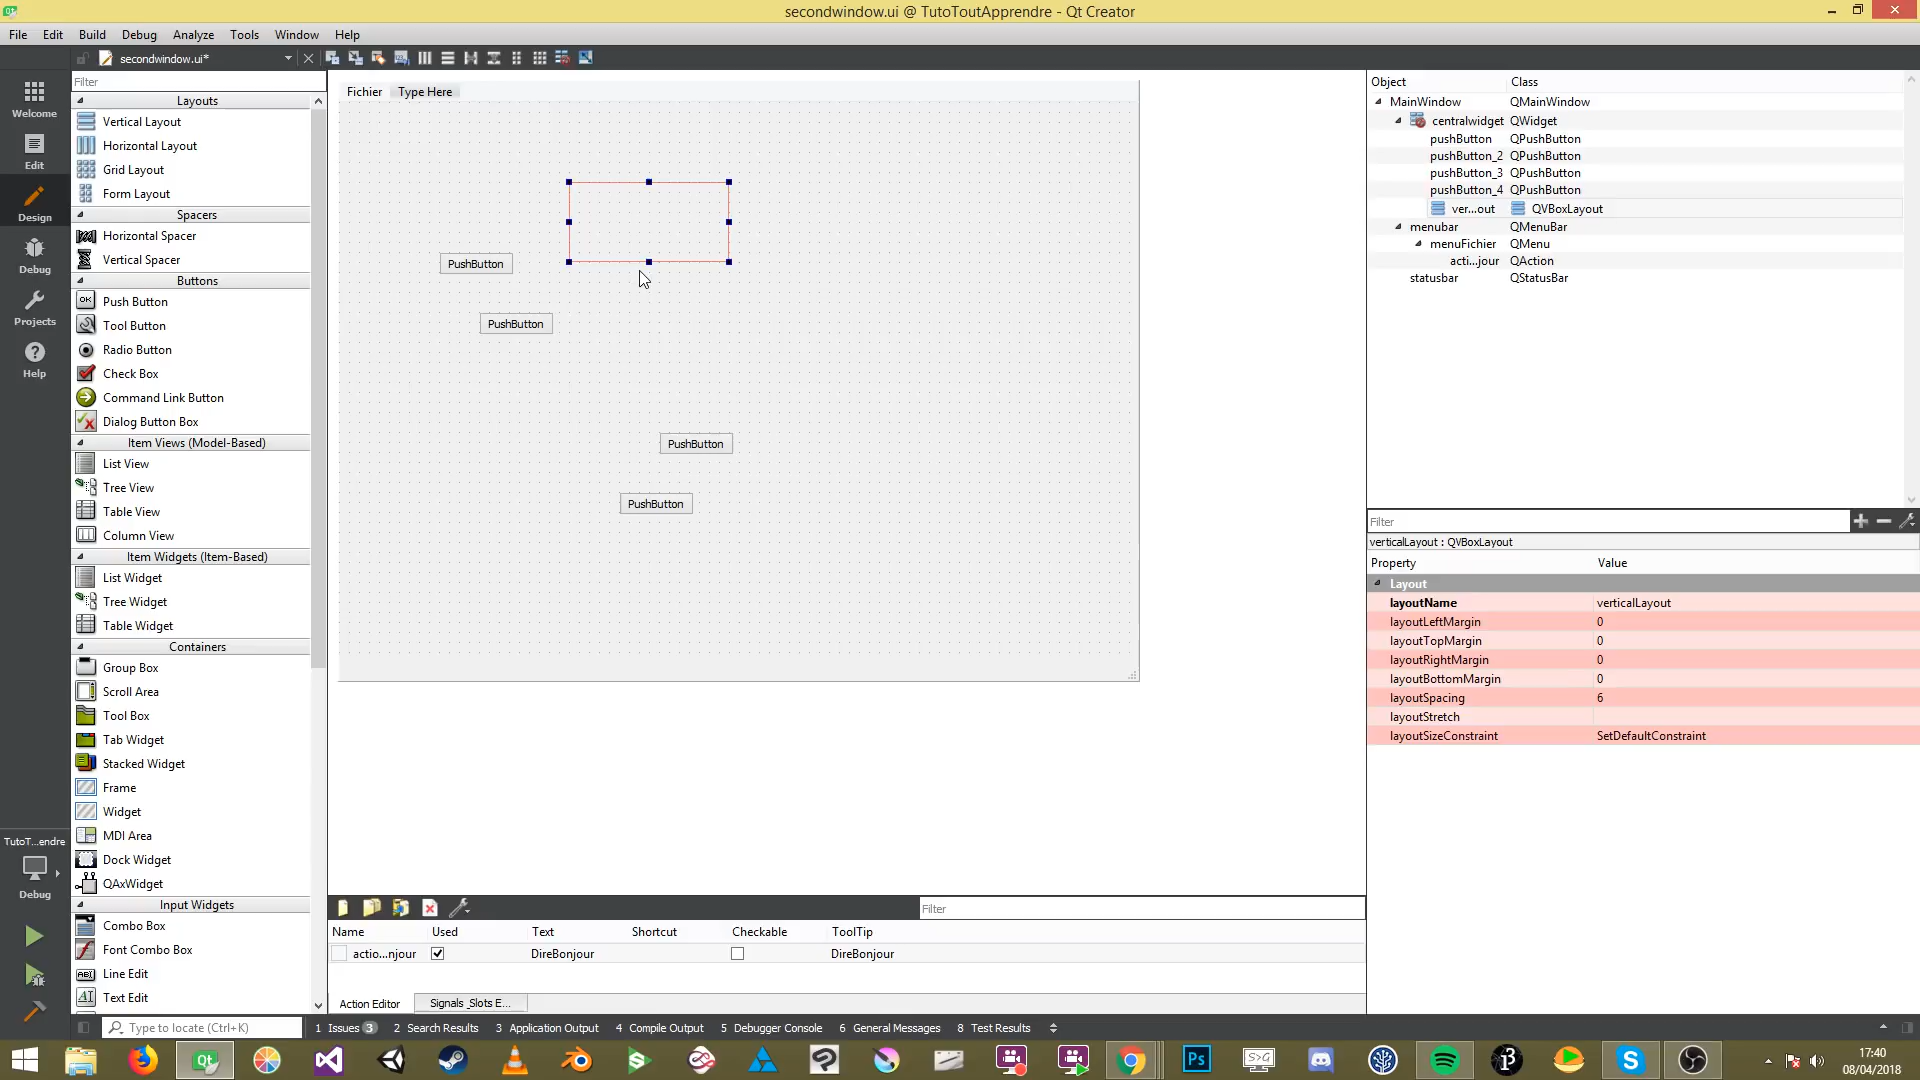 secondwindow.ui @ TutoToutApprendre - Qt Creator
File Edit Build Debug Analyze Tools Window Help
secondwindow.ui*
Filter
Welcome
Edit
Design
Debug
Projects
Help
TutoT...endre
Debug
Layouts
Vertical Layout
Horizontal Layout
Grid Layout
Form Layout
Spacers
Horizontal Spacer
Vertical Spacer
Buttons
OK Push Button
Tool Button
Radio Button
Check Box
Command Link Button
Dialog Button Box
Item Views (Model-Based)
List View
Tree View
Table View
Column View
Item Widgets (Item-Based)
List Widget
Tree Widget
Table Widget
Containers
Group Box
Scroll Area
Tool Box
Tab Widget
Stacked Widget
Frame
Widget
MDI Area
Dock Widget
QAxWidget
Input Widgets
Combo Box
Font Combo Box
Line Edit
Text Edit
Fichier Type Here
PushButton
PushButton
PushButton
PushButton
Object Class
MainWindow QMainWindow
centralwidget QWidget
pushButton QPushButton
pushButton_2 QPushButton
pushButton_3 QPushButton
pushButton_4 QPushButton
ver...out QVBoxLayout
menubar QMenuBar
menuFichier QMenu
acti...jour QAction
statusbar QStatusBar
Filter
verticalLayout : QVBoxLayout
Property Value
Layout
layoutName verticalLayout
layoutLeftMargin 0
layoutTopMargin 0
layoutRightMargin 0
layoutBottomMargin 0
layoutSpacing 6
layoutStretch
layoutSizeConstraint SetDefaultConstraint
Filter
Name Used Text Shortcut Checkable ToolTip
actio...njour DireBonjour DireBonjour
Action Editor Signals _Slots E...
Type to locate (Ctrl+K) 1 Issues 3 2 Search Results 3 Application Output 4 Compile Output 5 Debugger Console 6 General Messages 8 Test Results
Qt
Ps
S>G
17:40
08/04/2018